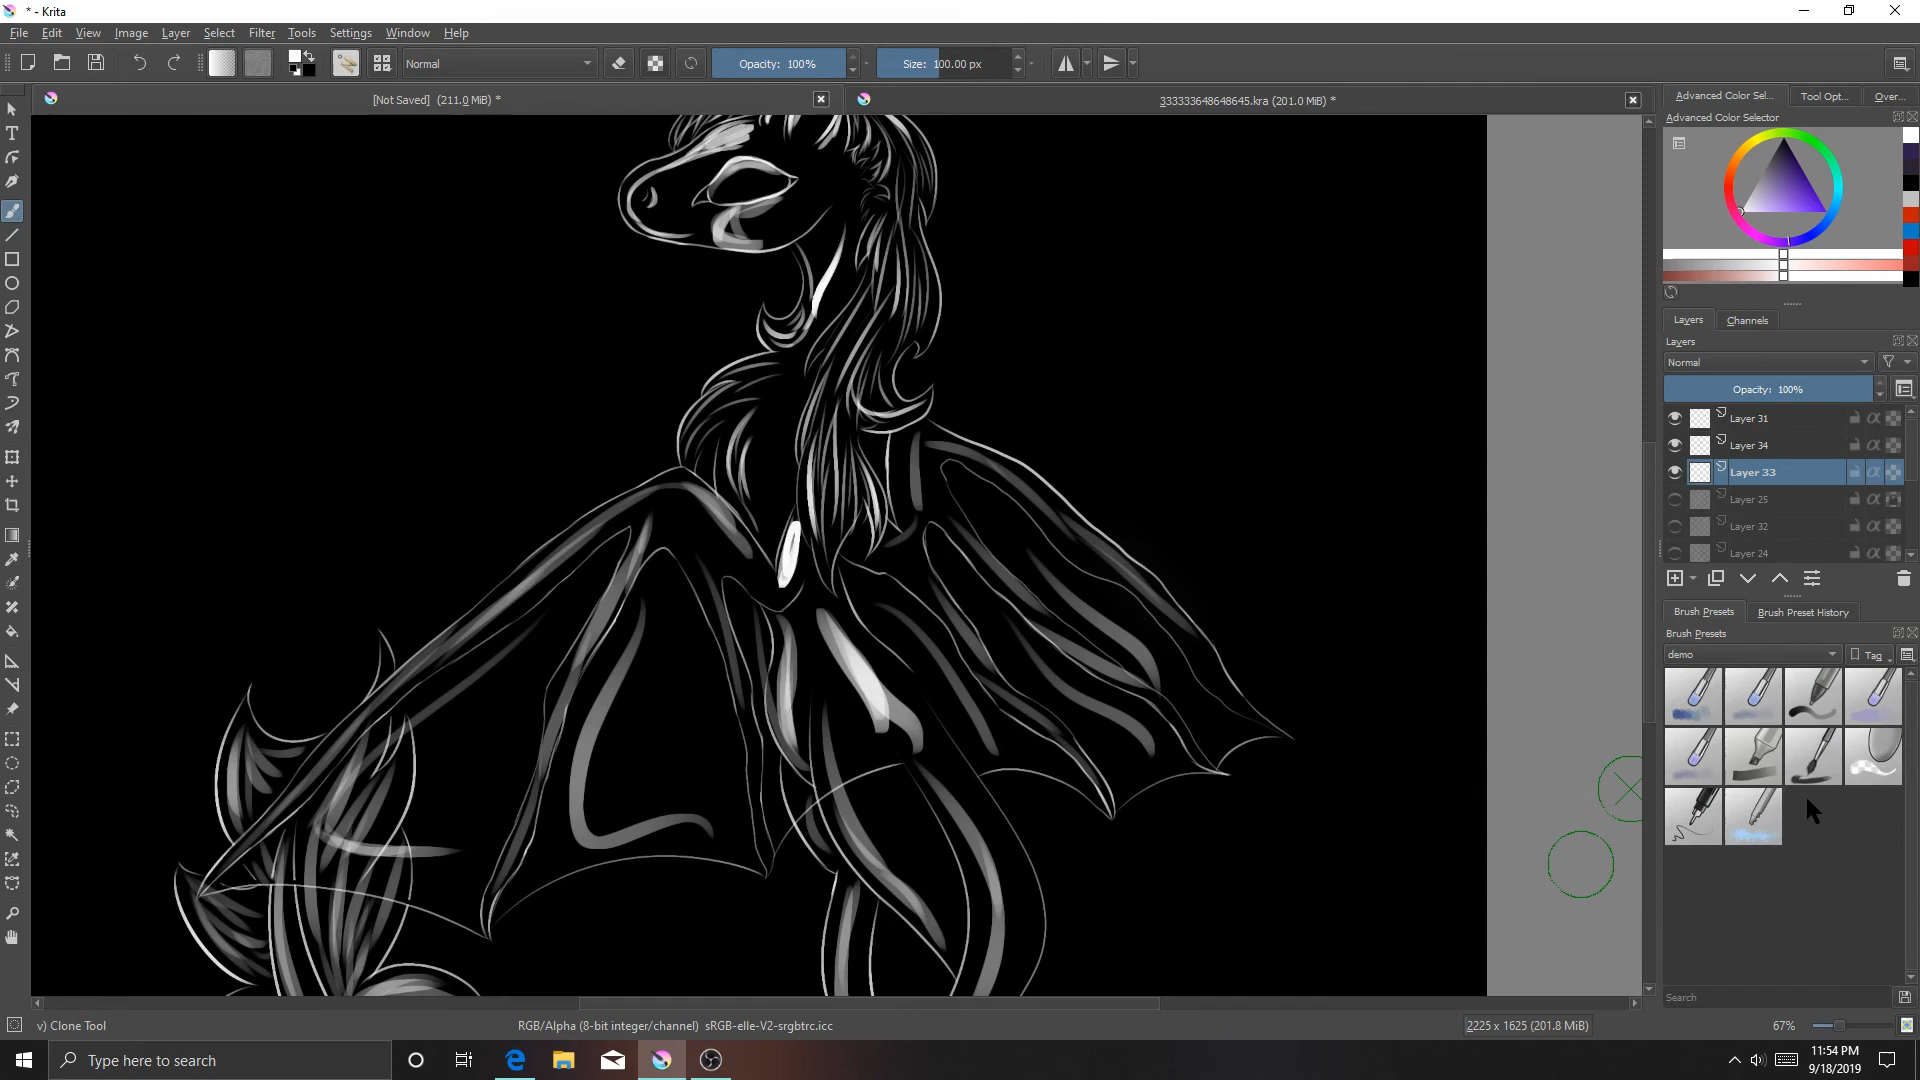 * - Krita
File Edit View Image Layer Select Filter Tools Settings Window Help
Normal
Opacity: 100%
Size: 100.00 px
[Not Saved] (211.0 MiB) *
333333648648645.kra (201.0 MiB) *
Advanced Color Sel... Tool Opt... Over...
Advanced Color Selector
Layers Channels
Layers
Normal
Opacity: 100%
Layer 31
Layer 34
Layer 33
Layer 25
Layer 32
Layer 24
Brush Presets Brush Preset History
Brush Presets
demo
Tag
Search
v) Clone Tool
RGB/Alpha (8-bit integer/channel) sRGB-elle-V2-srgbtrc.icc
2225 x 1625 (201.8 MiB)
67%
Type here to search
11:54 PM
9/18/2019